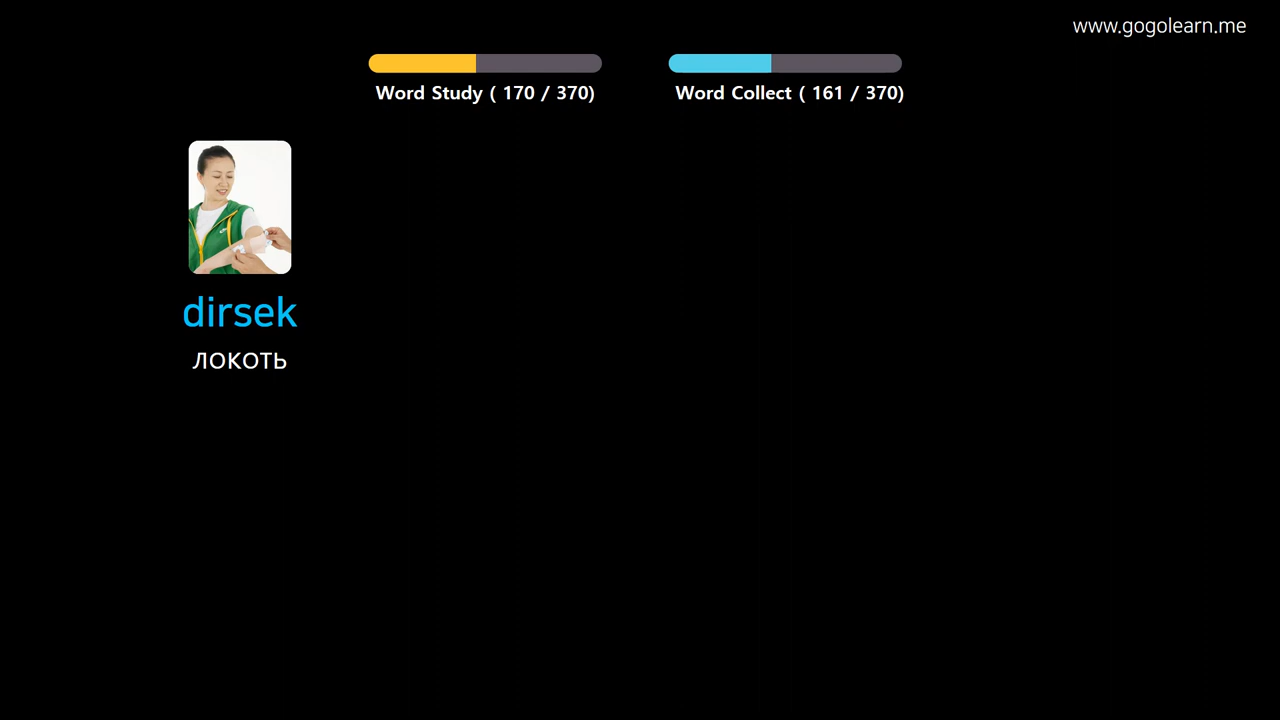 www.gogolearn.me
Word Study ( 170 / 370)
Word Collect ( 161 / 370)
dirsek
ЛОКОТЬ